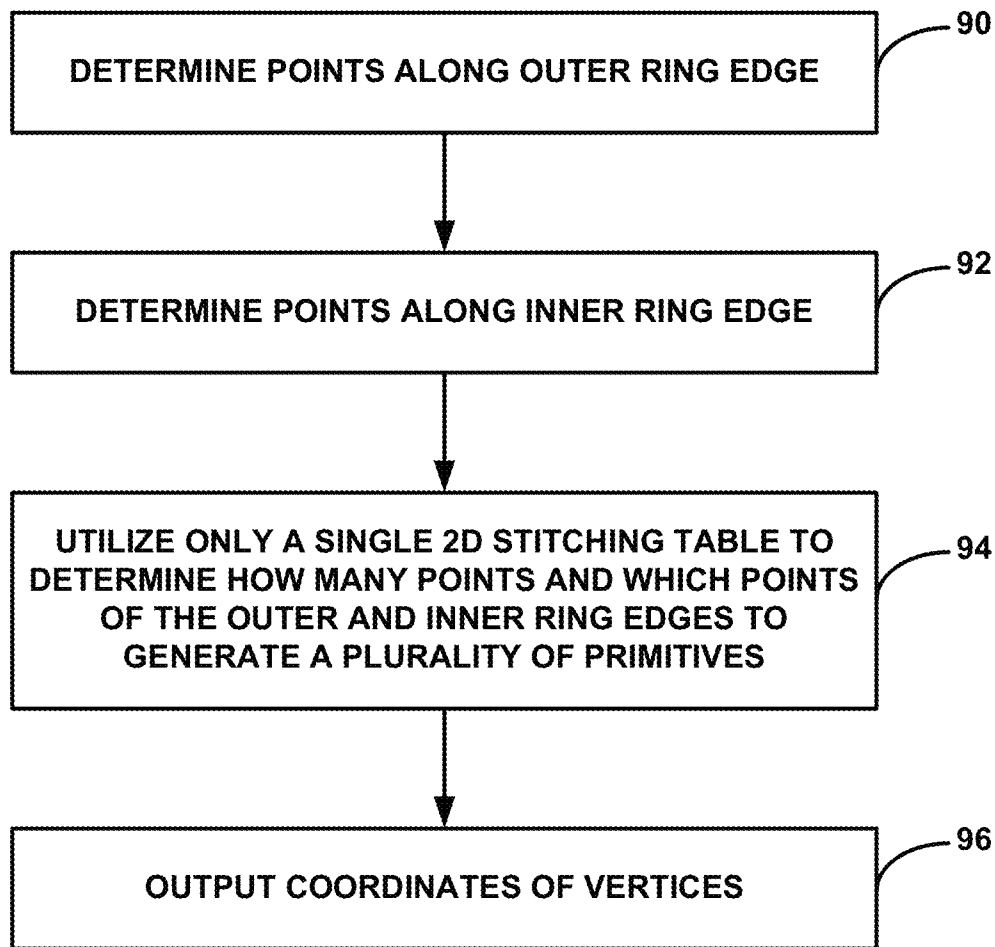 90
DETERMINE POINTS ALONG OUTER RING EDGE
92
DETERMINE POINTS ALONG INNER RING EDGE
94
UTILIZE ONLY A SINGLE 2D STITCHING TABLE TO
DETERMINE HOW MANY POINTS AND WHICH POINTS
OF THE OUTER AND INNER RING EDGES TO
GENERATE A PLURALITY OF PRIMITIVES
96
OUTPUT COORDINATES OF VERTICES